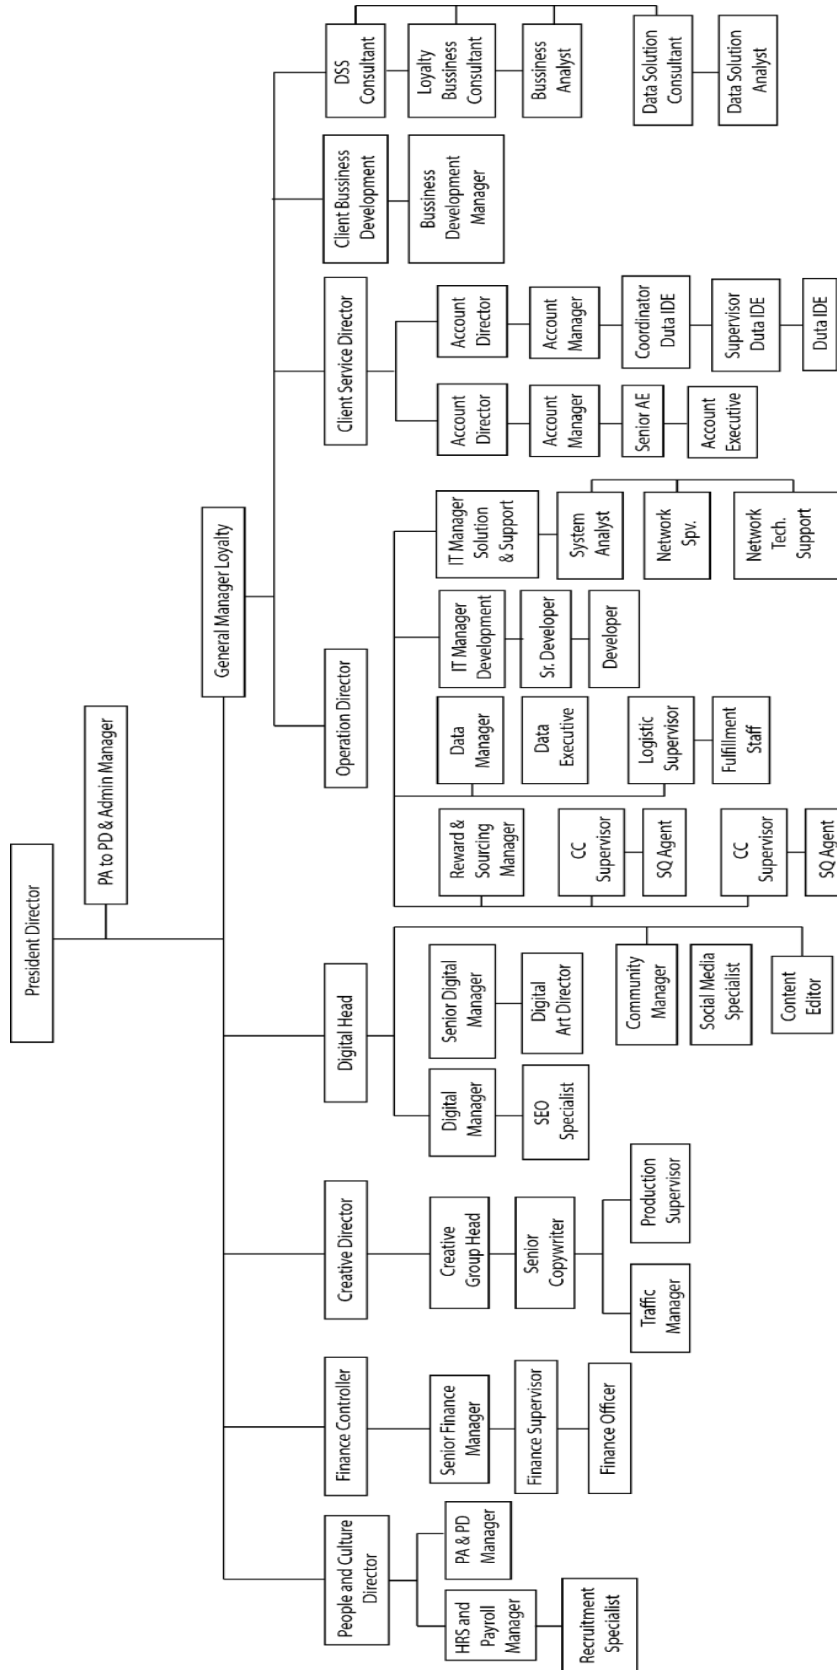 President Director
PA to PD & Admin Manager
General Manager Loyalty
People and Culture
Director
Finance Controller
Creative Director
Digital Head
Operation Director
Client Service Director
Client Bussiness
Development
DSS
Consultant
HRS and
Payroll
Manager
PA & PD
Manager
Recruitment
Specialist
Senior Finance
Manager
Finance Supervisor
Finance Officer
Creative
Group Head
Senior
Copywriter
Traffic
Manager
Production
Supervisor
Digital
Manager
SEO
Specialist
Senior Digital
Manager
Digital
Art Director
Community
Manager
Social Media
Specialist
Content
Editor
Reward &
Sourcing
Manager
CC
Supervisor
SQ Agent
CC
Supervisor
SQ Agent
Data
Manager
Data
Executive
Logistic
Supervisor
Fulfillment
Staff
IT Manager
Development
Sr. Developer
Developer
IT Manager
Solution
& Support
System
Analyst
Network
Spv.
Network
Tech.
Support
Account
Director
Account
Manager
Senior AE
Account
Executive
Account
Director
Account
Manager
Coordinator
Duta IDE
Supervisor
Duta IDE
Duta IDE
Bussiness
Development
Manager
Loyalty
Bussiness
Consultant
Bussiness
Analyst
Data Solution
Consultant
Data Solution
Analyst